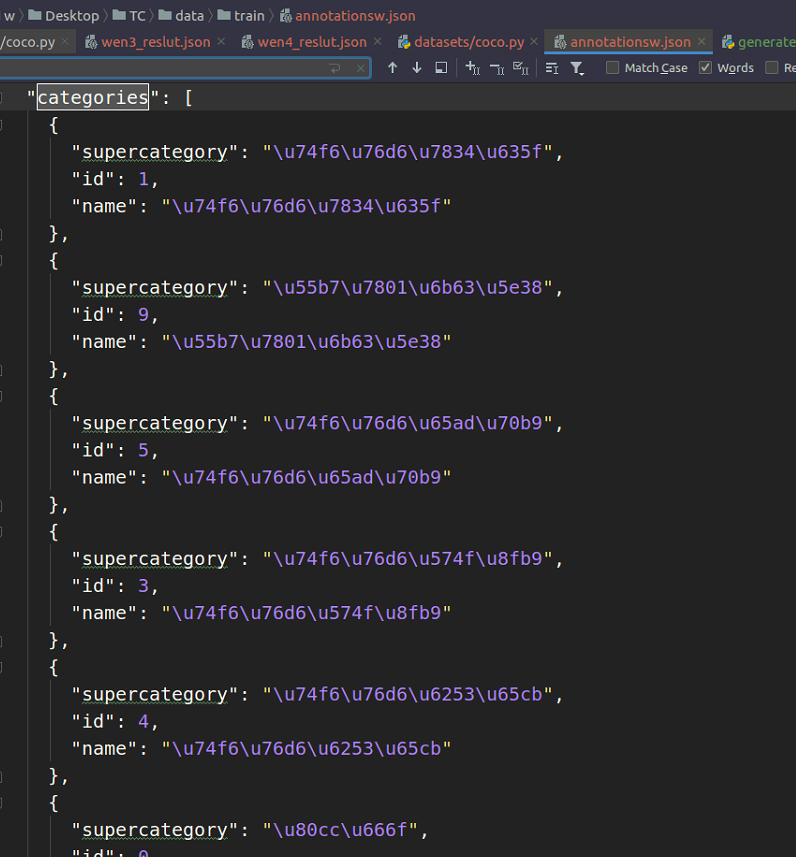 w Desktop TC data train annotationsw.json
/coco.py wen3_reslut.json wen4_reslut.json datasets/coco.py annotationsw.json generate
Match Case Words Re
"categories": [
{
"supercategory": "\u74f6\u76d6\u7834\u635f",
"id": 1,
"name": "\u74f6\u76d6\u7834\u635f"
},
{
"supercategory": "\u55b7\u7801\u6b63\u5e38",
"id": 9,
"name": "\u55b7\u7801\u6b63\u5e38"
},
{
"supercategory": "\u74f6\u76d6\u65ad\u70b9",
"id": 5,
"name": "\u74f6\u76d6\u65ad\u70b9"
},
{
"supercategory": "\u74f6\u76d6\u574f\u8fb9",
"id": 3,
"name": "\u74f6\u76d6\u574f\u8fb9"
},
{
"supercategory": "\u74f6\u76d6\u6253\u65cb",
"id": 4,
"name": "\u74f6\u76d6\u6253\u65cb"
},
{
"supercategory": "\u80cc\u666f",
"id": 0